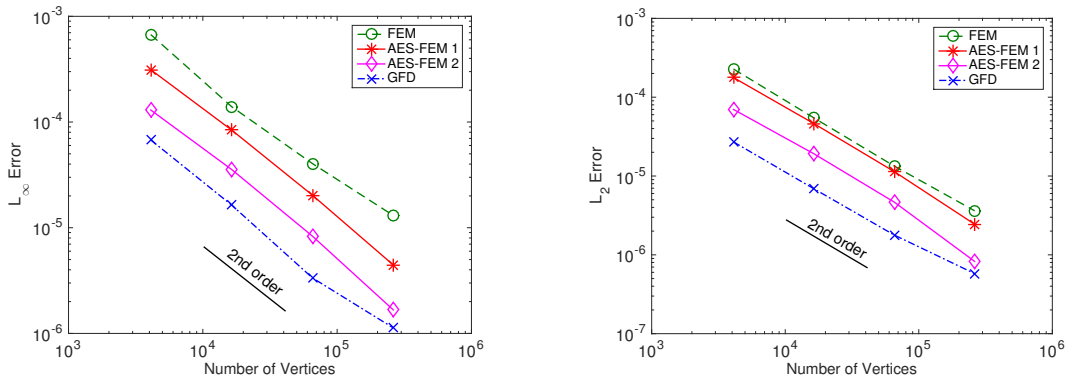 10^-3
10^-4
10^-5
10^-6
L∞ Error
10^3
10^4
10^5
10^6
Number of Vertices
FEM
AES-FEM 1
AES-FEM 2
GFD
2nd order
10^-2
10^-3
10^-4
10^-5
10^-6
10^-7
L2 Error
10^3
10^4
10^5
10^6
Number of Vertices
FEM
AES-FEM 1
AES-FEM 2
GFD
2nd order